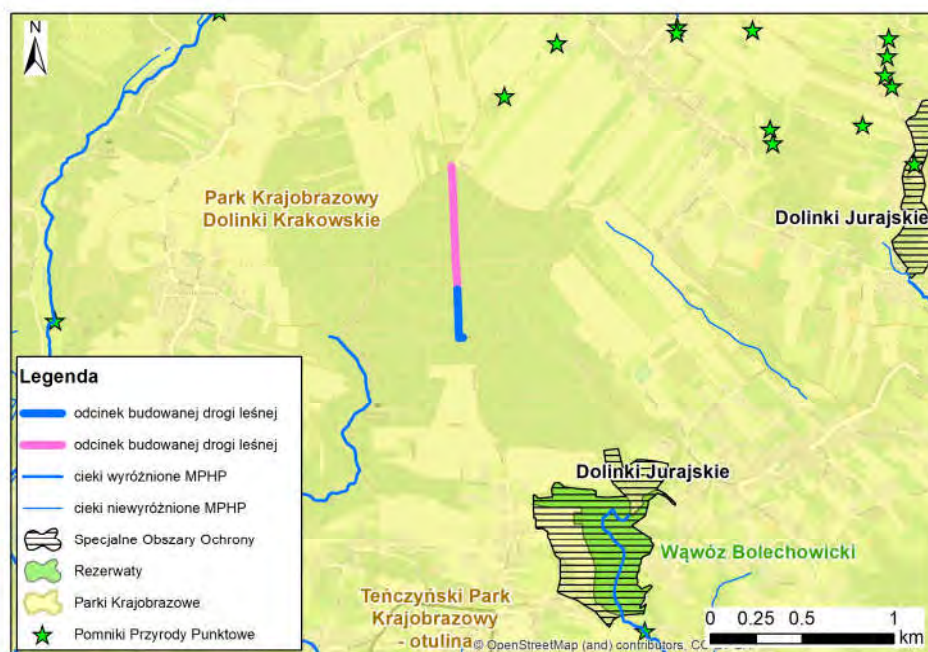 N
Park Krajobrazowy
Dolinki Krakowskie
Dolinki Jurajskie
Legenda
odcinek budowanej drogi leśnej
odcinek budowanej drogi leśnej
cieki wyróżnione MPHP
cieki niewyróżnione MPHP
Specjalne Obszary Ochrony
Rezerwaty
Parki Krajobrazowe
Pomniki Przyrody Punktowe
Dolinki Jurajskie
Wąwóz Bolechowicki
Teńczyński Park
Krajobrazowy
- otulina
0 0.25 0.5 1
km
© OpenStreetMap (and) contributors,